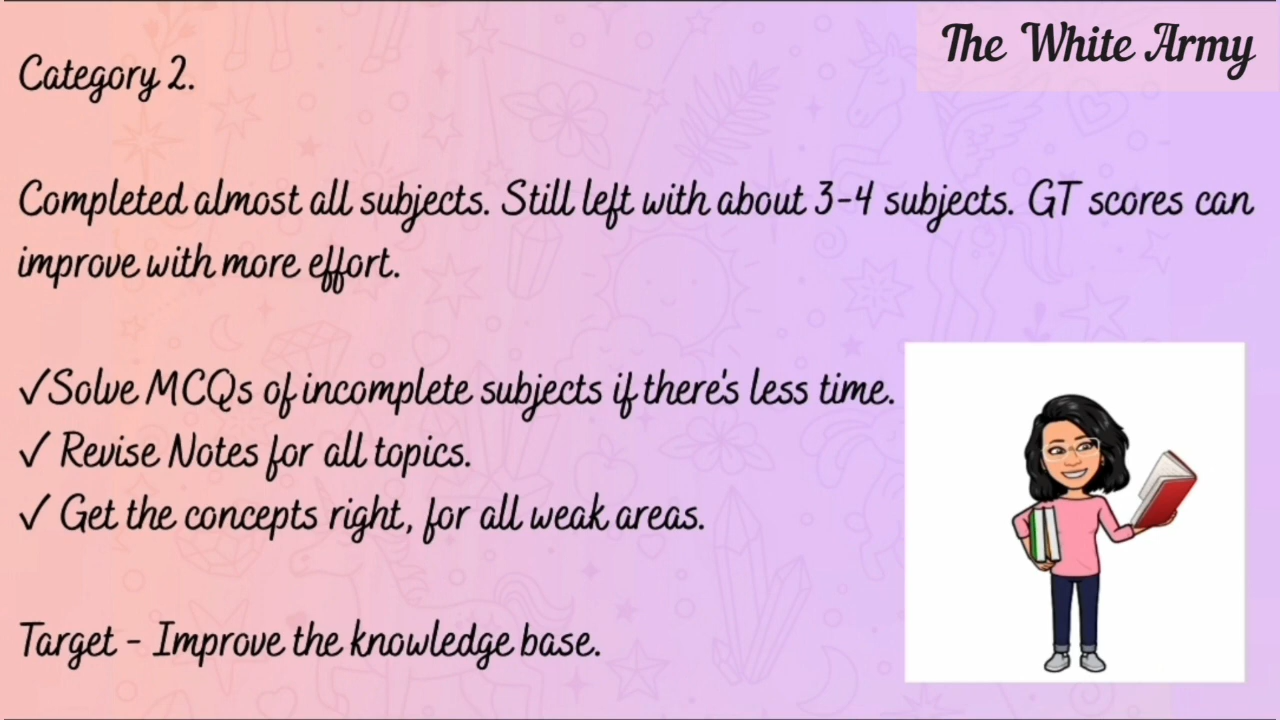 The White Army
Category 2.
Completed almost all subjects. Still left with about 3-4 subjects. GT scores can
improve with more effort.
✓Solve MCQs of incomplete subjects if there's less time.
✓ Revise Notes for all topics.
✓ Get the concepts right, for all weak areas.
Target - Improve the knowledge base.